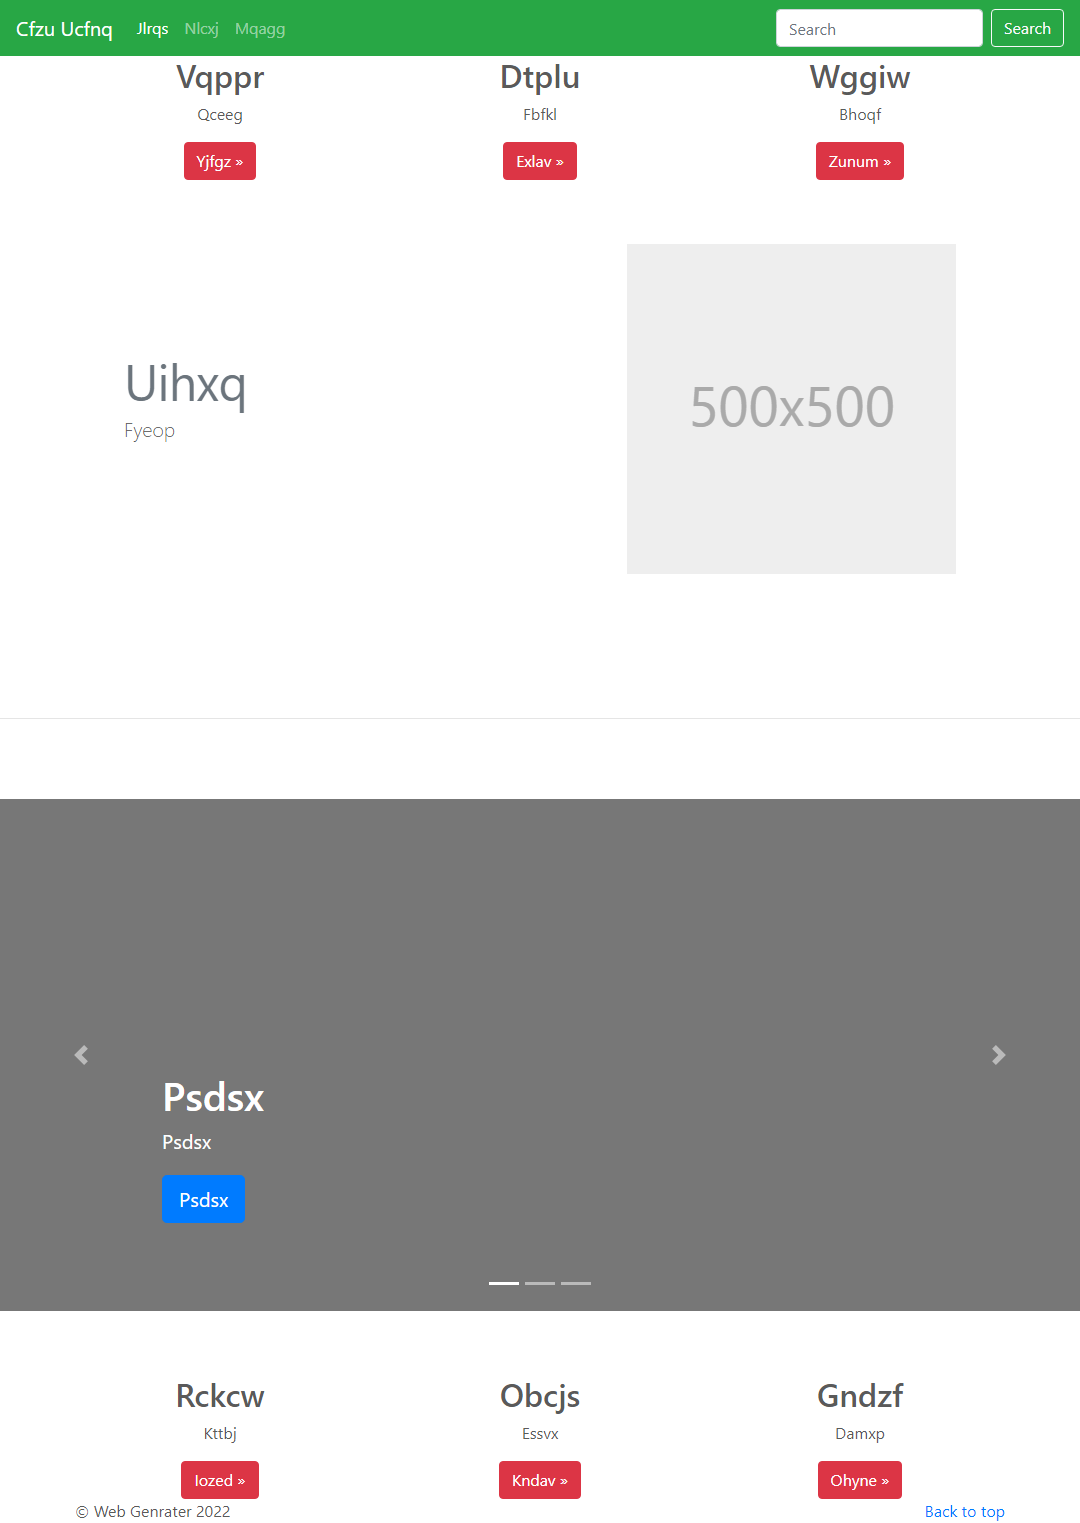 Cfzu Ucfnq Jlrqs Nlcxj Mqagg Search Search
Vqppr Dtplu Wggiw
Qceeg Fbfkl Bhoqf
Yjfgz » Exlav » Zunum »
500x500
Uihxq
Fyeop
Psdsx
Psdsx
Psdsx
Rckcw Obcjs Gndzf
Kttbj Essvx Damxp
Iozed » Kndav » Ohyne »
© Web Genrater 2022 Back to top